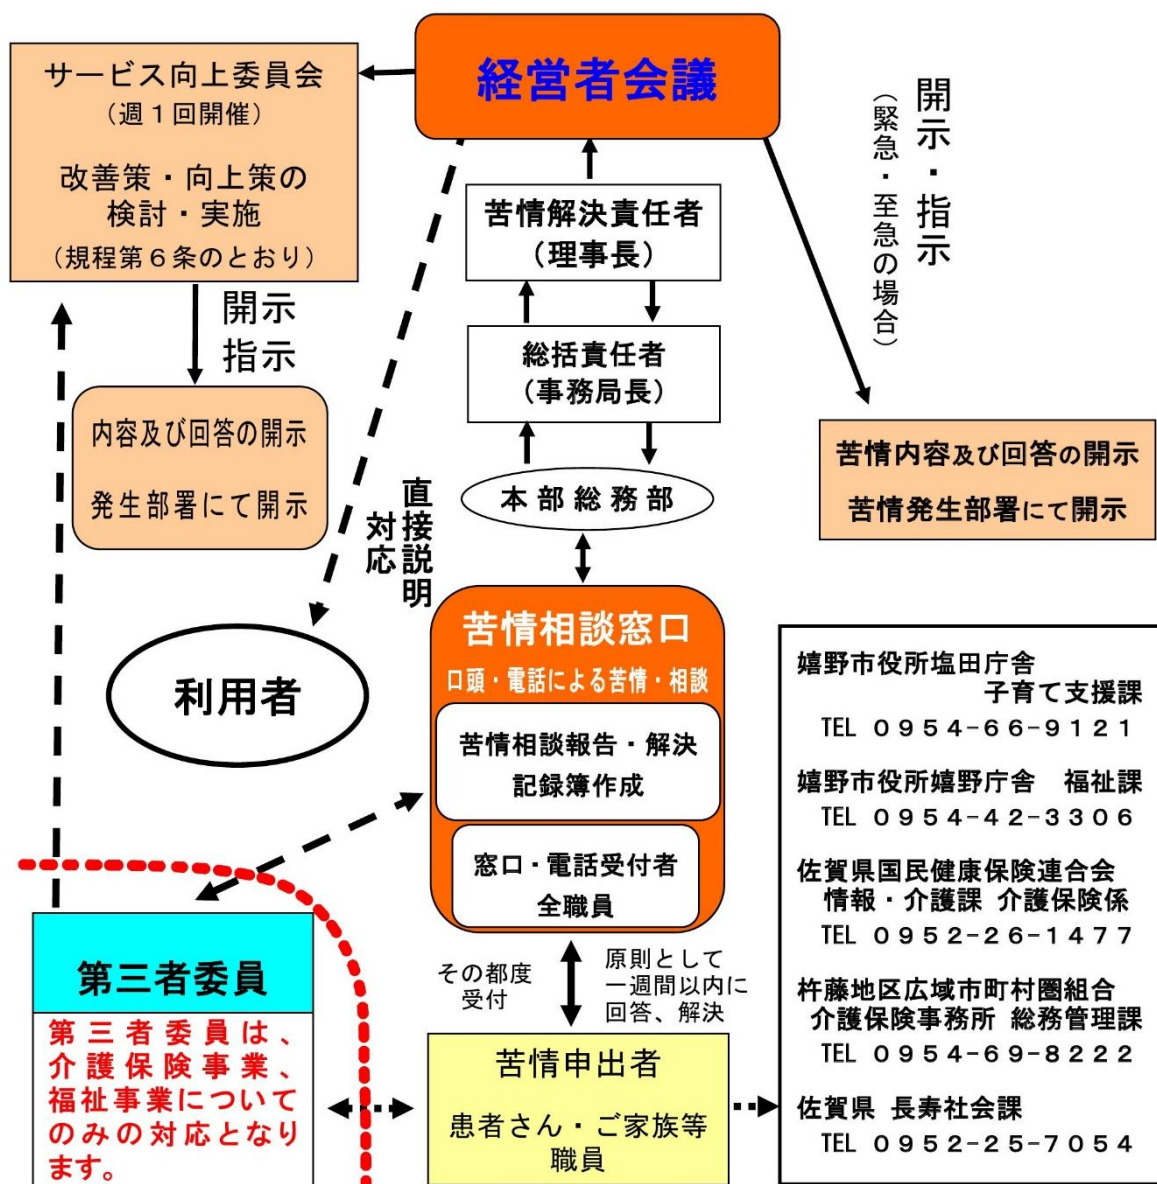 経営者会議
サービス向上委員会
（週１回開催）
改善策・向上策の
検討・実施
（規程第６条のとおり）
開示・指示
（緊急・至急の場合）
苦情解決責任者
（理事長）
開示
指示
総括責任者
（事務局長）
内容及び回答の開示
発生部署にて開示
苦情内容及び回答の開示
苦情発生部署にて開示
本部総務部
直接説明
対応
利用者
苦情相談窓口
口頭・電話による苦情・相談
苦情相談報告・解決
記録簿作成
窓口・電話受付者
全職員
嬉野市役所塩田庁舎
子育て支援課
TEL ０９５４-６６-９１２１
嬉野市役所嬉野庁舎　福祉課
TEL ０９５４-４２-３３０６
佐賀県国民健康保険連合会
情報・介護課 介護保険係
TEL ０９５２-２６-１４７７
杵藤地区広域市町村圏組合
介護保険事務所 総務管理課
TEL ０９５４-６９-８２２２
佐賀県 長寿社会課
TEL ０９５２-２５-７０５４
その都度
受付
原則として
一週間以内に
回答、解決
第三者委員
第三者委員は、
介護保険事業、
福祉事業について
のみの対応となり
ます。
苦情申出者
患者さん・ご家族等
職員